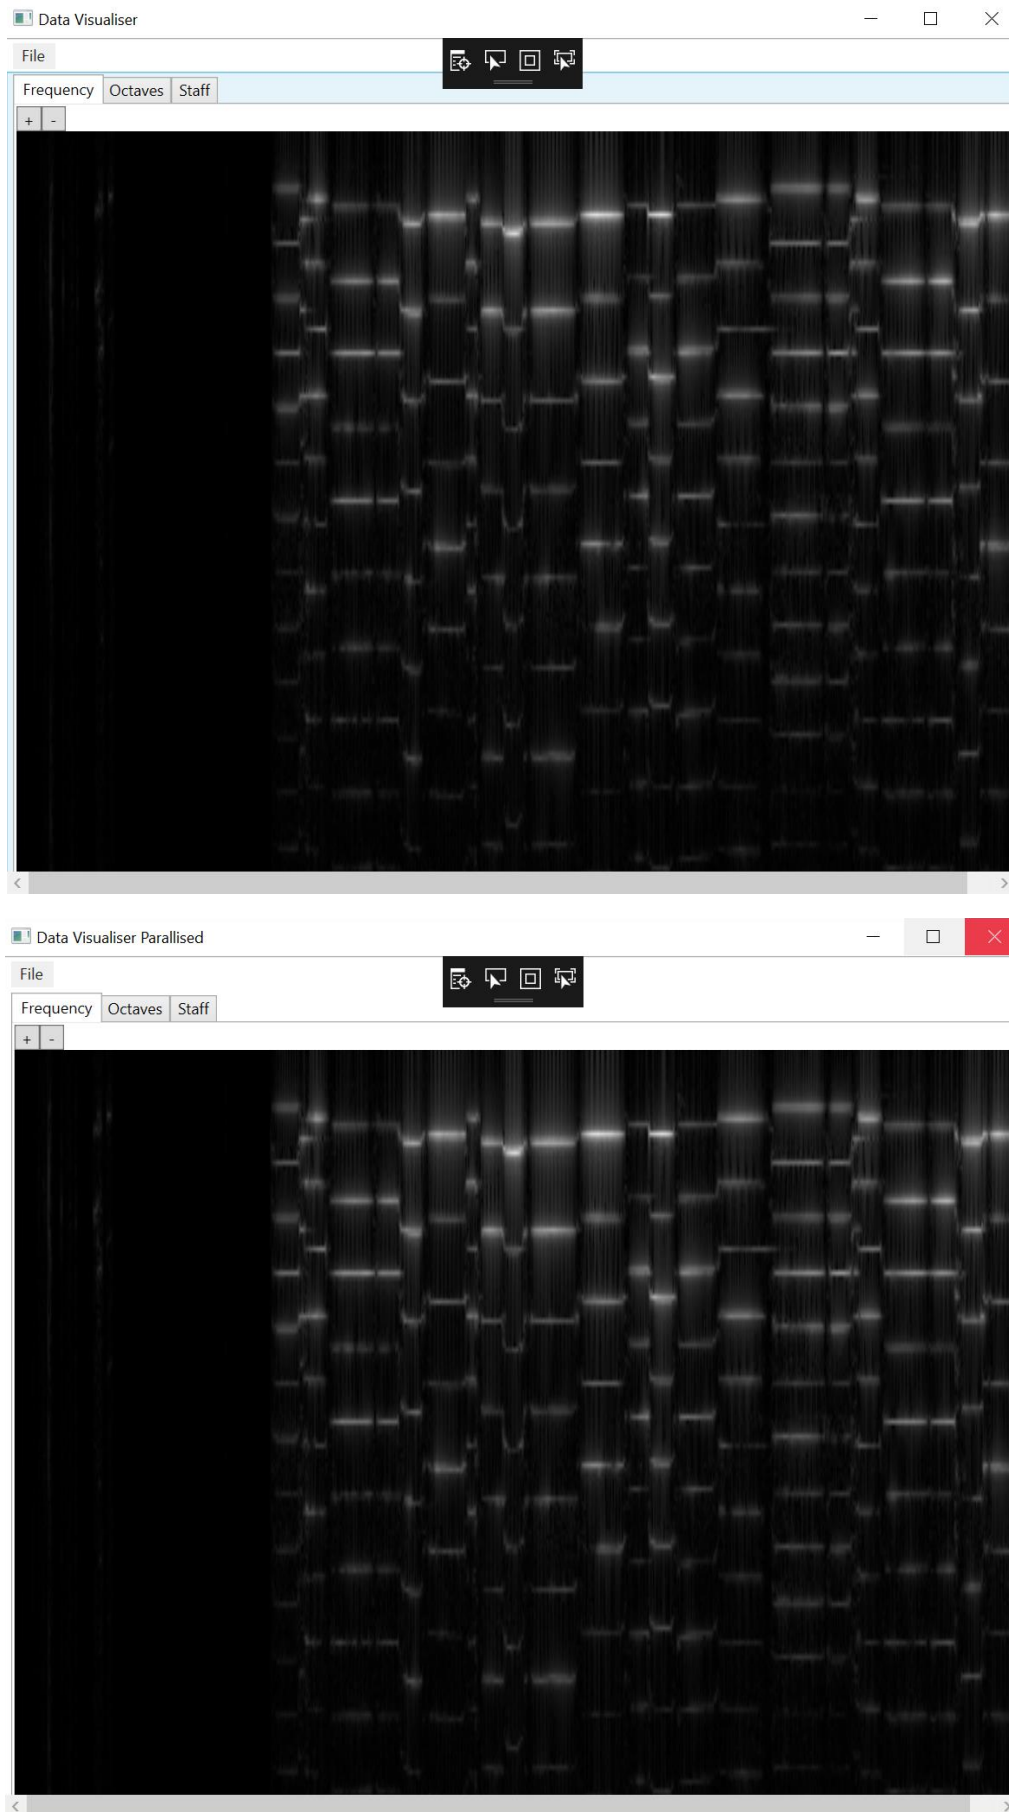 Data Visualiser
File
Frequency Octaves Staff
+ -
Data Visualiser Parallised
File
Frequency Octaves Staff
+ -